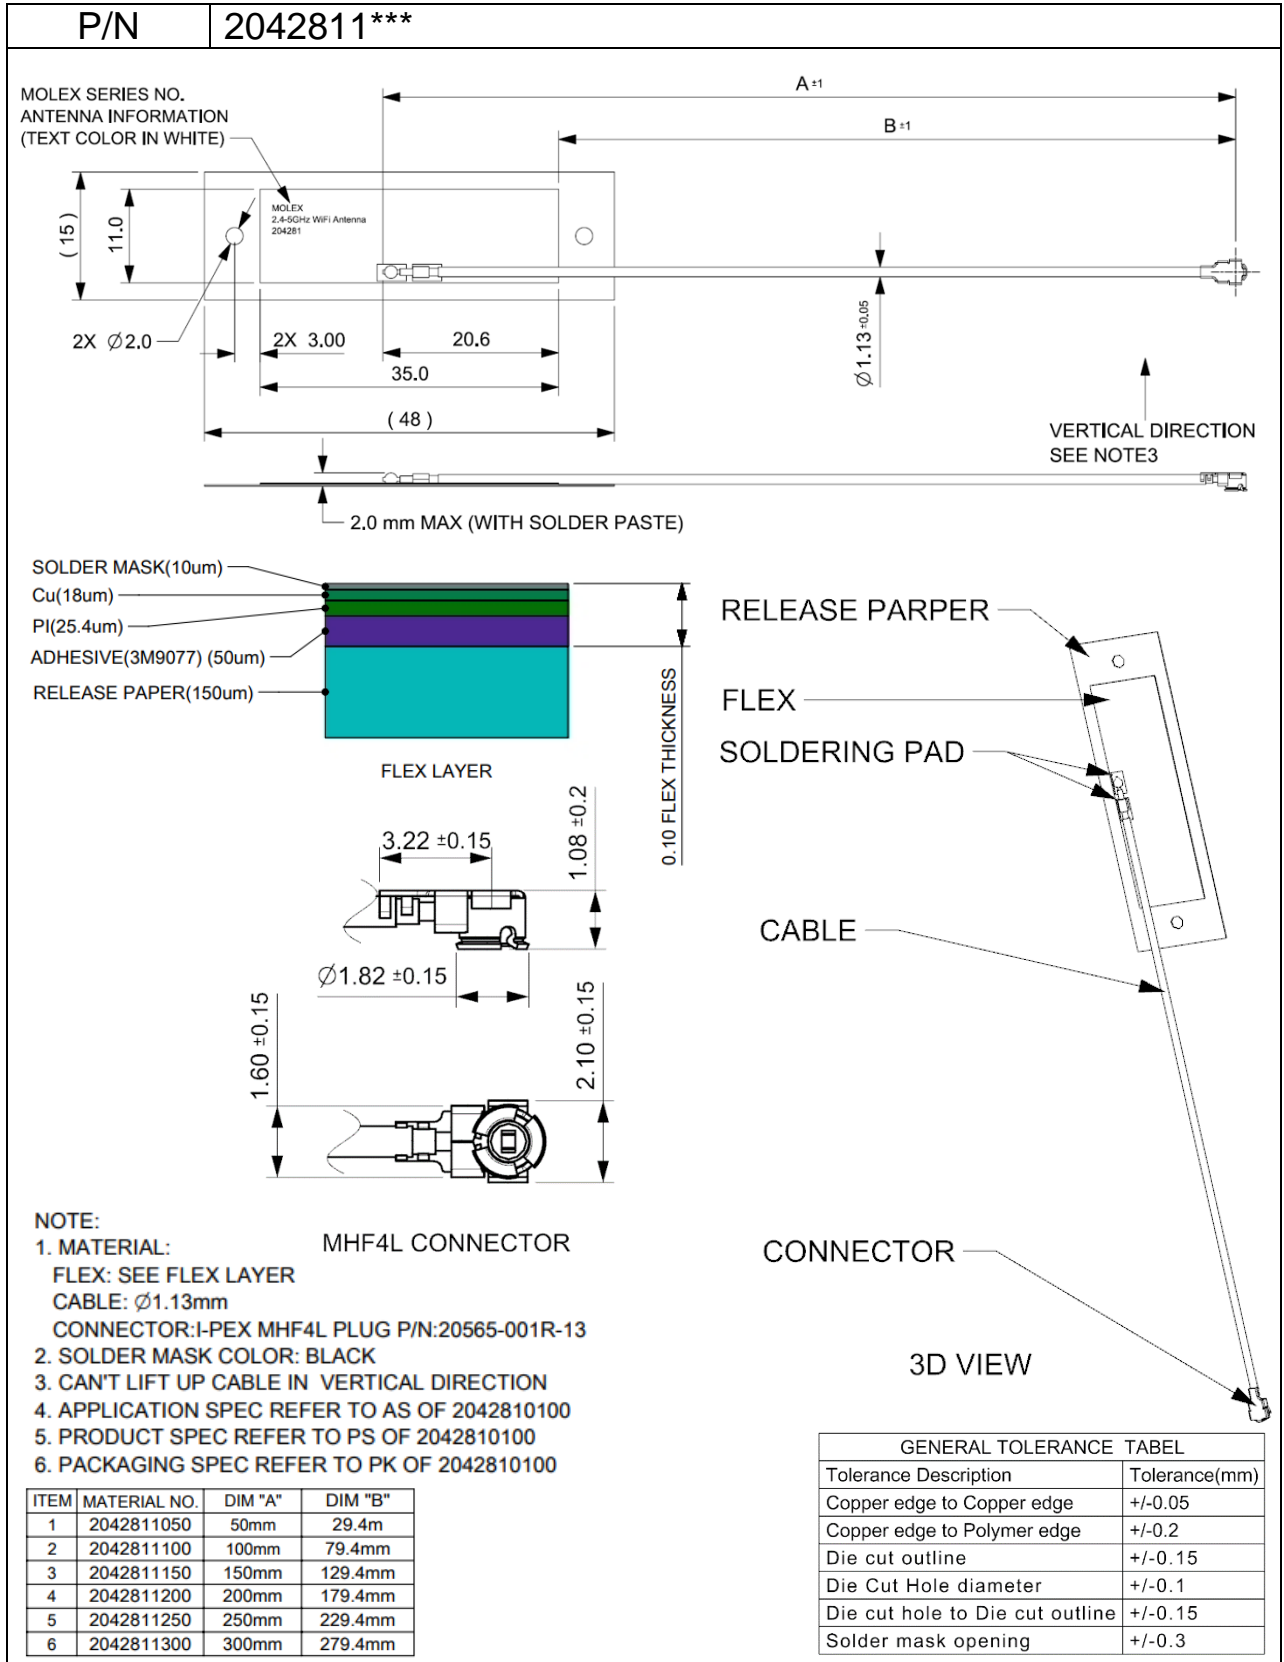 P/N 2042811***
MOLEX SERIES NO.
ANTENNA INFORMATION
(TEXT COLOR IN WHITE)
A ±1
B ±1
( 15 )
11.0
MOLEX
2.4-5GHz WiFi Antenna
204281
2X ∅2.0
2X 3.00
20.6
35.0
( 48 )
∅1.13 ±0.05
VERTICAL DIRECTION
SEE NOTE3
2.0 mm MAX (WITH SOLDER PASTE)
SOLDER MASK(10um)
Cu(18um)
PI(25.4um)
ADHESIVE(3M9077) (50um)
RELEASE PAPER(150um)
FLEX LAYER
0.10 FLEX THICKNESS
RELEASE PARPER
FLEX
SOLDERING PAD
CABLE
CONNECTOR
3D VIEW
3.22 ±0.15
1.08 ±0.2
∅1.82 ±0.15
1.60 ±0.15
2.10 ±0.15
MHF4L CONNECTOR
NOTE:
1. MATERIAL:
FLEX: SEE FLEX LAYER
CABLE: ∅1.13mm
CONNECTOR:I-PEX MHF4L PLUG P/N:20565-001R-13
2. SOLDER MASK COLOR: BLACK
3. CAN'T LIFT UP CABLE IN VERTICAL DIRECTION
4. APPLICATION SPEC REFER TO AS OF 2042810100
5. PRODUCT SPEC REFER TO PS OF 2042810100
6. PACKAGING SPEC REFER TO PK OF 2042810100
ITEM MATERIAL NO. DIM "A" DIM "B"
1 2042811050 50mm 29.4m
2 2042811100 100mm 79.4mm
3 2042811150 150mm 129.4mm
4 2042811200 200mm 179.4mm
5 2042811250 250mm 229.4mm
6 2042811300 300mm 279.4mm
GENERAL TOLERANCE TABEL
Tolerance Description Tolerance(mm)
Copper edge to Copper edge +/-0.05
Copper edge to Polymer edge +/-0.2
Die cut outline +/-0.15
Die Cut Hole diameter +/-0.1
Die cut hole to Die cut outline +/-0.15
Solder mask opening +/-0.3